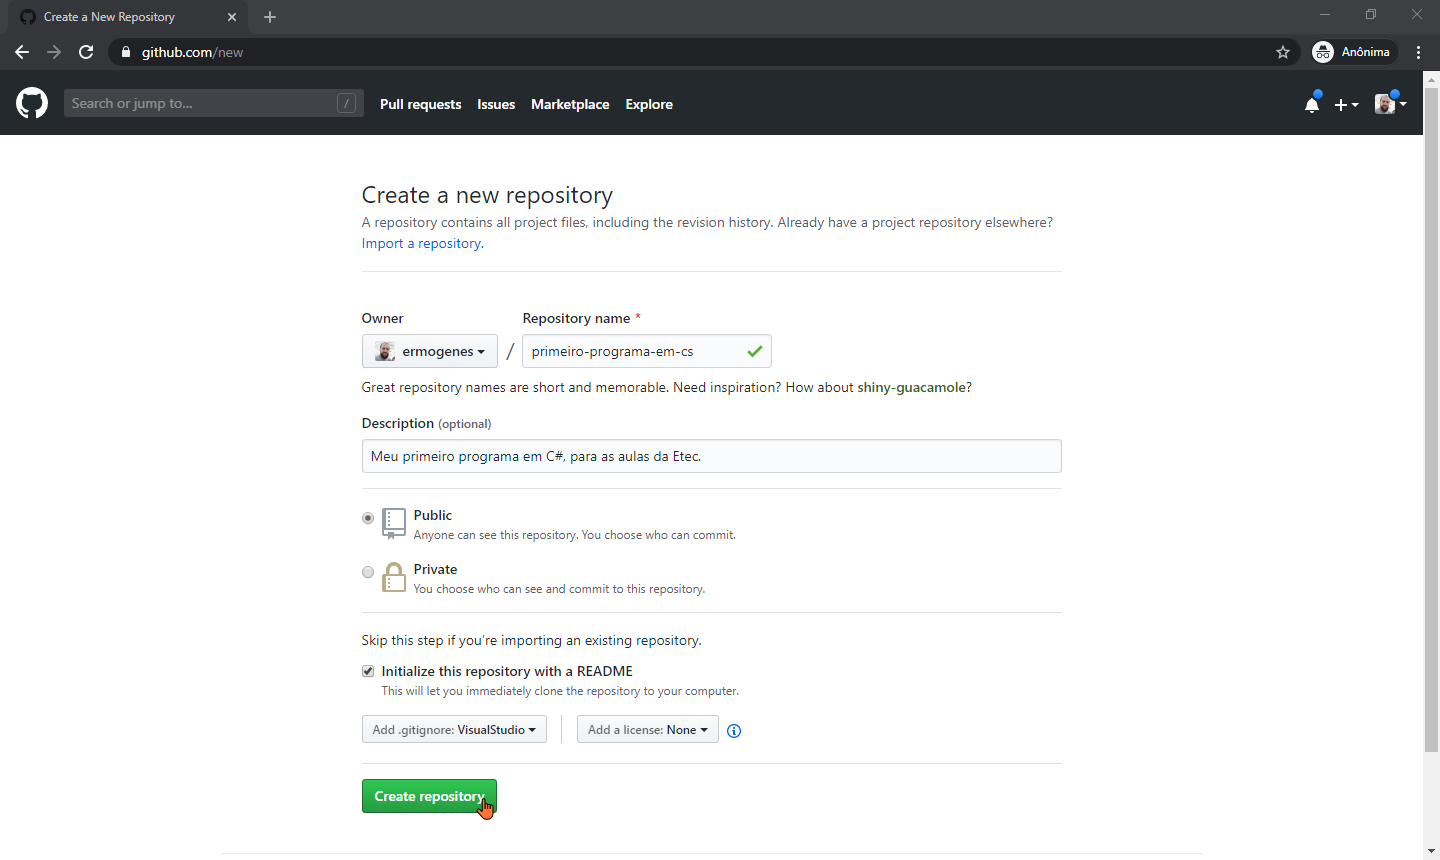 Create a New Repository
github.com/new
Anônima
Search or jump to...
/
Pull requests
Issues
Marketplace
Explore
Create a new repository
A repository contains all project files, including the revision history. Already have a project repository elsewhere?
Import a repository.
Owner
Repository name *
ermogenes
/
primeiro-programa-em-cs
Great repository names are short and memorable. Need inspiration? How about shiny-guacamole?
Description (optional)
Meu primeiro programa em C#, para as aulas da Etec.
Public
Anyone can see this repository. You choose who can commit.
Private
You choose who can see and commit to this repository.
Skip this step if you're importing an existing repository.
Initialize this repository with a README
This will let you immediately clone the repository to your computer.
Add .gitignore: VisualStudio
Add a license: None
Create repository